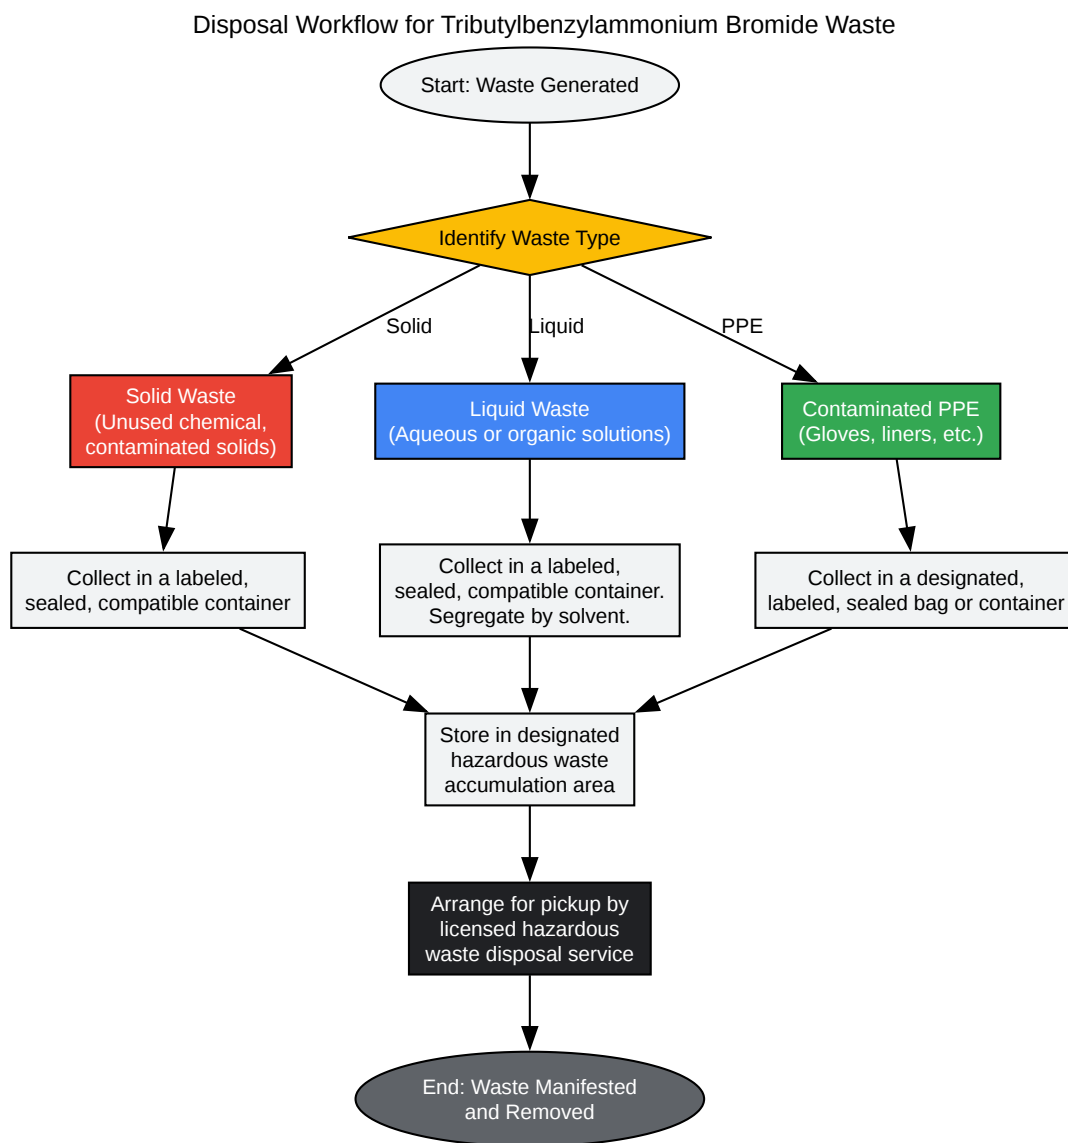 Disposal Workflow for Tributylbenzylammonium Bromide Waste
Start: Waste Generated
Identify Waste Type
Solid
Liquid
PPE
Solid Waste
(Unused chemical,
contaminated solids)
Liquid Waste
(Aqueous or organic solutions)
Contaminated PPE
(Gloves, liners, etc.)
Collect in a labeled,
sealed, compatible container
Collect in a labeled,
sealed, compatible container.
Segregate by solvent.
Collect in a designated,
labeled, sealed bag or container
Store in designated
hazardous waste
accumulation area
Arrange for pickup by
licensed hazardous
waste disposal service
End: Waste Manifested
and Removed